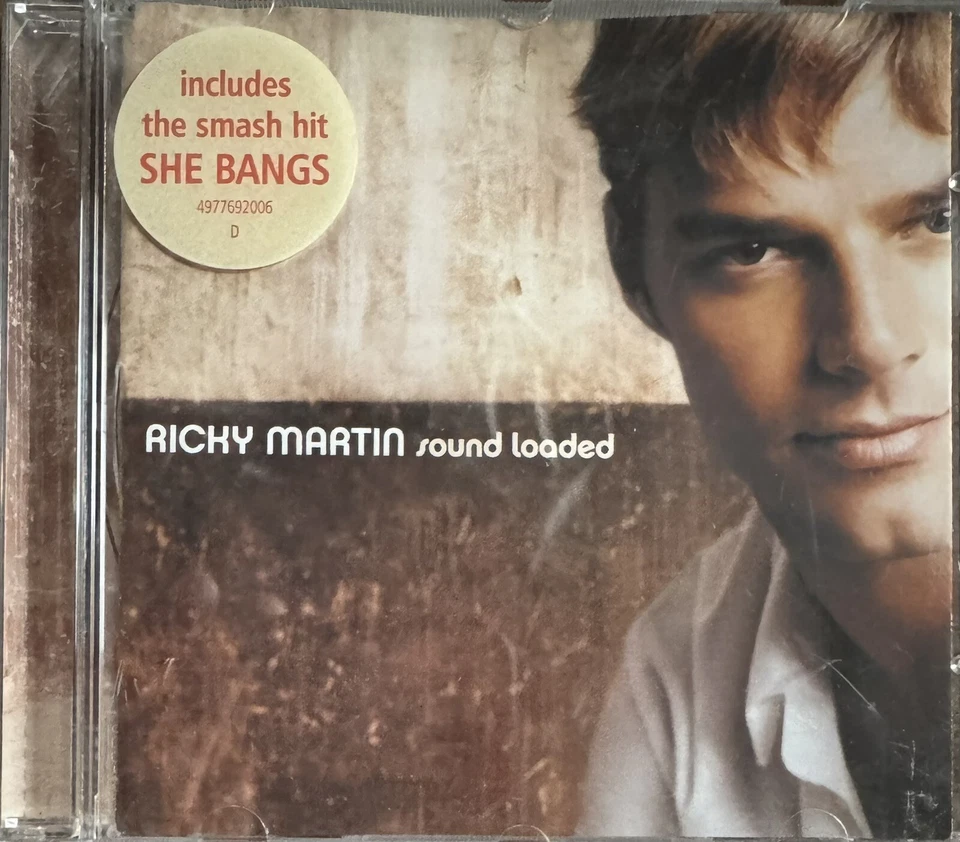 includes
the smash hit
SHE BANGS
4977692006
D
RICKY MARTIN sound loaded